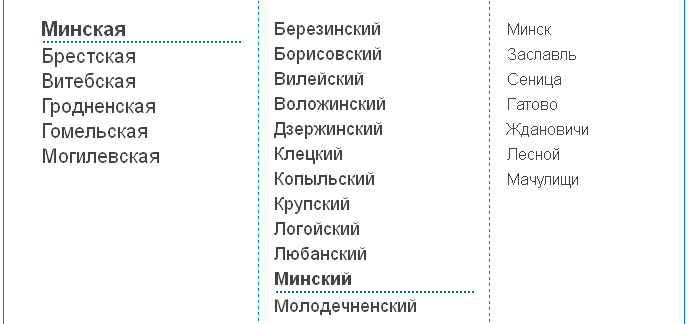 Минская
Брестская
Витебская
Гродненская
Гомельская
Могилевская
Березинский
Борисовский
Вилейский
Воложинский
Дзержинский
Клецкий
Копыльский
Крупский
Логойский
Любанский
Минский
Молодечненский
Минск
Заславль
Сеница
Гатово
Ждановичи
Лесной
Мачулищи